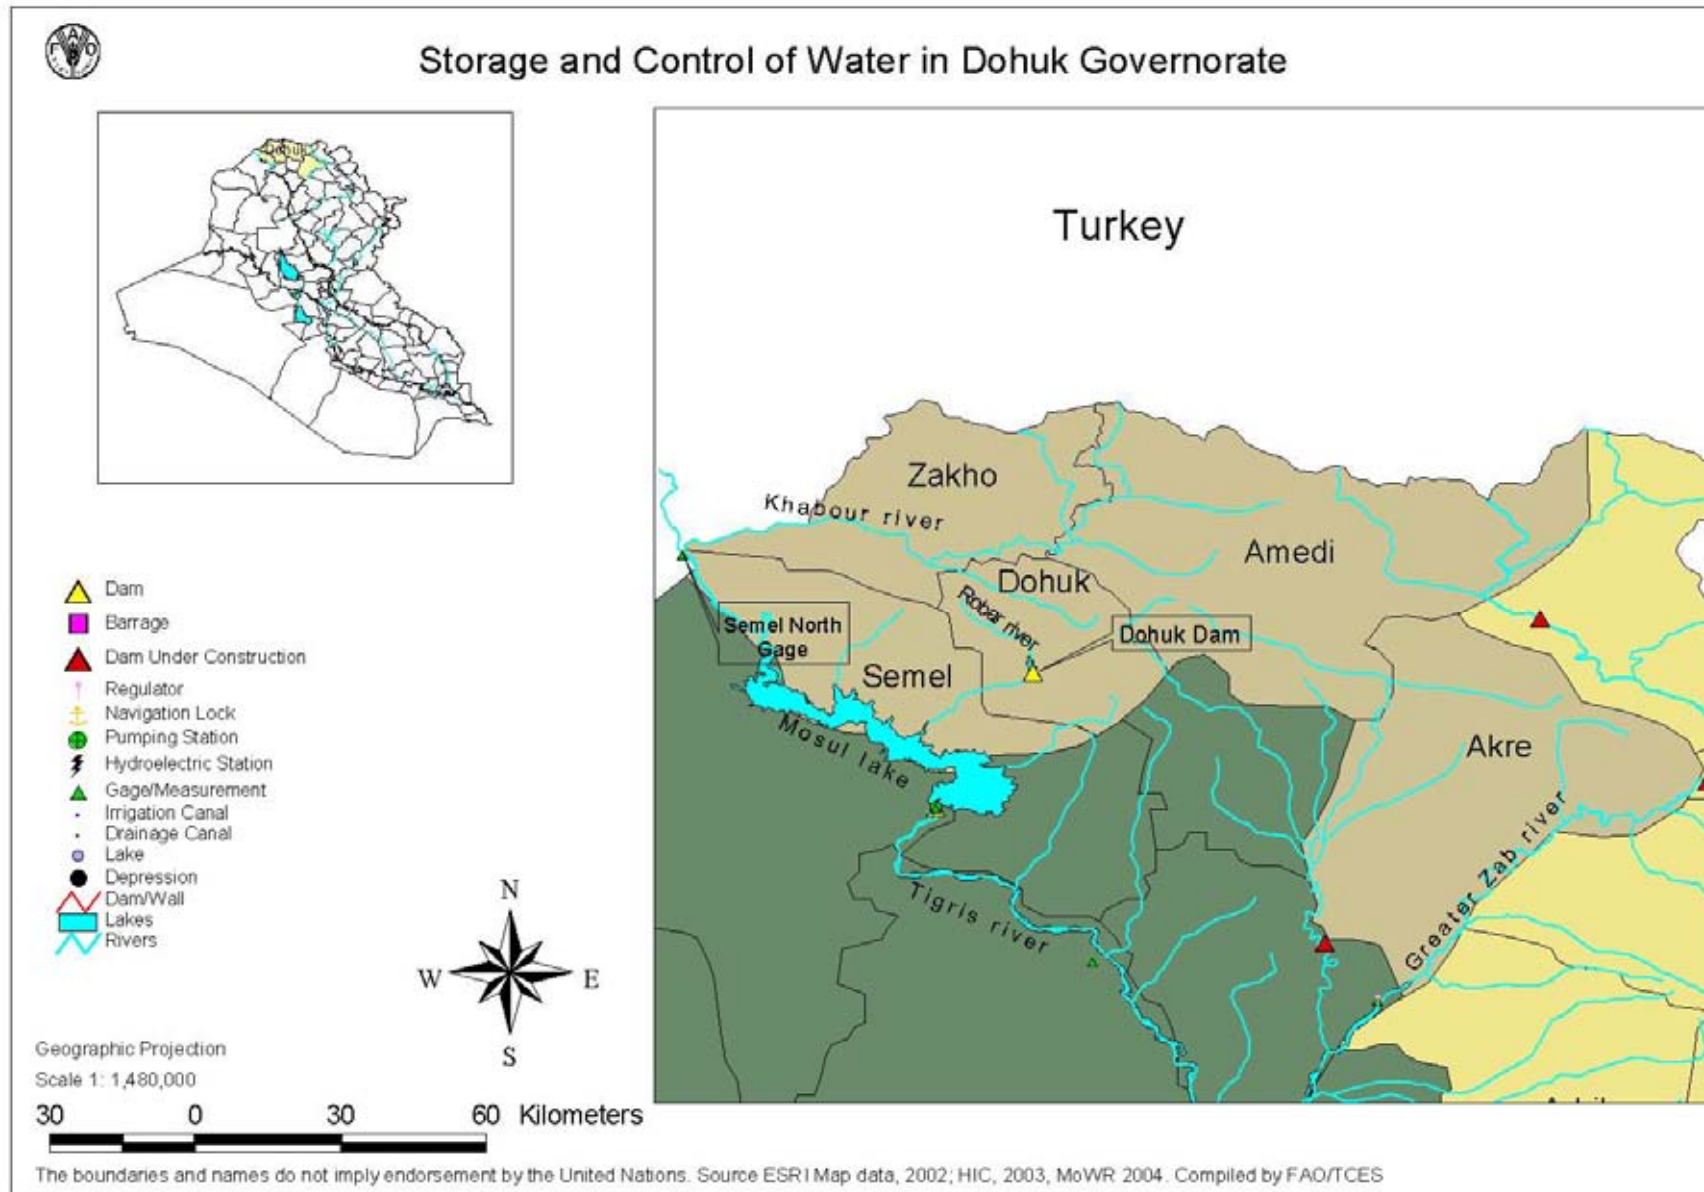 FAO
Storage and Control of Water in Dohuk Governorate
Dohuk
Turkey
Zakho
Khabour river
Amedi
Dohuk
Robar river
Semel North
Gage
Dohuk Dam
Semel
Mosul lake
Akre
Greater Zab river
Tigris river
Dam
Barrage
Dam Under Construction
Regulator
Navigation Lock
Pumping Station
Hydroelectric Station
Gage/Measurement
Irrigation Canal
Drainage Canal
Lake
Depression
Dam/Wall
Lakes
Rivers
N
W
E
S
Geographic Projection
Scale 1: 1,480,000
30 0 30 60 Kilometers
The boundaries and names do not imply endorsement by the United Nations. Source ESRI Map data, 2002; HIC, 2003, MoWR 2004. Compiled by FAO/TCES